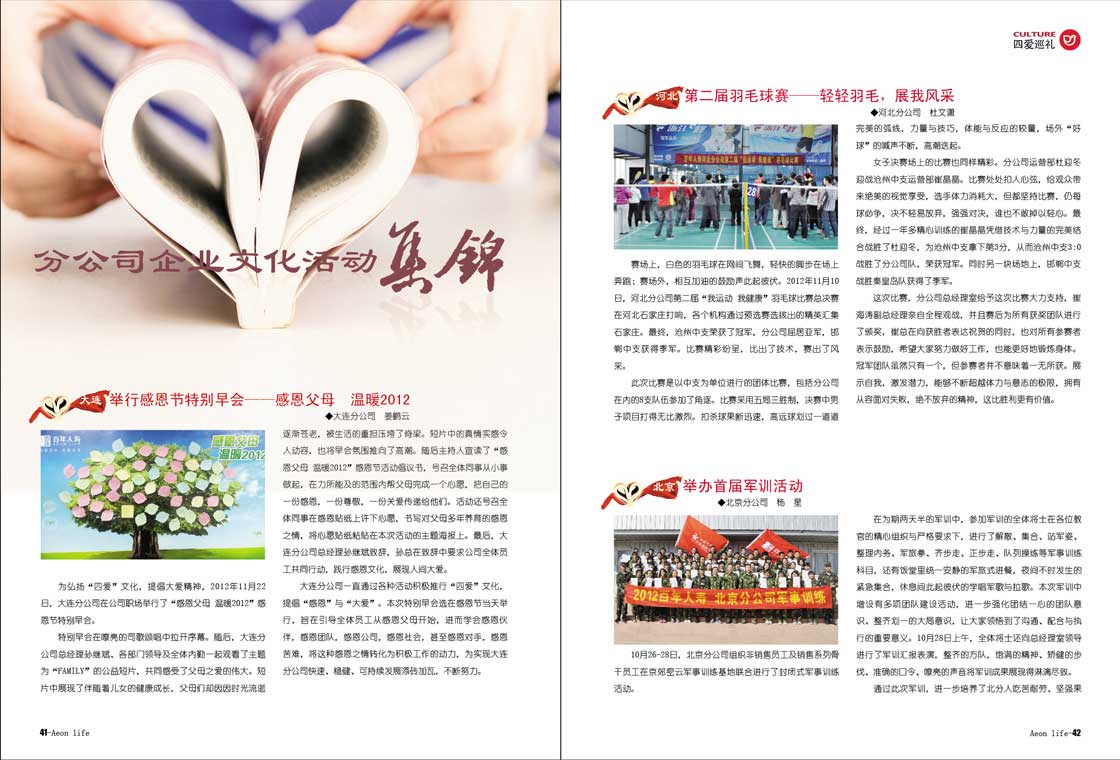 分公司企业文化活动集锦
大连 举行感恩节特别早会——感恩父母 温暖2012
◆大连分公司 姜鹏云
百年人寿
感恩父母
温暖2012
为弘扬“四爱”文化，提倡大爱精神，2012年11月22
日，大连分公司在公司职场举行了“感恩父母 温暖2012”感
恩节特别早会。
特别早会在嘹亮的司歌颂唱中拉开序幕。随后，大连分
公司总经理孙继斌、各部门领导及全体内勤一起观看了主题
为“FAMILY”的公益短片，共同感受了父母之爱的伟大。短
片中展现了伴随着儿女的健康成长，父母们却因因时光流逝
逐渐苍老，被生活的重担压垮了脊梁。短片中的真情实感令
人动容，也将早会氛围推向了高潮。随后主持人宣读了“感
恩父母 温暖2012”感恩节活动倡议书，号召全体同事从小事
做起，在力所能及的范围内帮父母完成一个心愿，把自己的
一份感恩，一份尊敬，一份关爱传递给他们。活动还号召全
体同事在感恩贴纸上许下心愿，书写对父母多年养育的感恩
之情，将心愿贴纸粘贴在本次活动的主题海报上。最后，大
连分公司总经理孙继斌致辞，孙总在致辞中要求公司全体员
工共同行动，践行感恩文化，展现人间大爱。
大连分公司一直通过各种活动积极推行“四爱”文化，
提倡“感恩”与“大爱”。本次特别早会选在感恩节当天举
行，旨在引导全体员工从感恩父母开始，进而学会感恩伙
伴，感恩团队，感恩公司，感恩社会，甚至感恩对手，感恩
苦难，将这种感恩之情转化为积极工作的动力，为实现大连
分公司快速、稳健、可持续发展添砖加瓦，不断努力。
41-Aeon life
CULTURE
四爱巡礼
河北 第二届羽毛球赛——轻轻羽毛，展我风采
◆河北分公司 杜文潇
赛场上，白色的羽毛球在网间飞舞，轻快的脚步在场上
奔跑；赛场外，相互加油的鼓励声此起彼伏。2012年11月10
日，河北分公司第二届“我运动 我健康”羽毛球比赛总决赛
在河北石家庄打响，各个机构通过预选赛选拔出的精英汇集
石家庄。最终，沧州中支荣获了冠军，分公司屈居亚军，邯
郸中支获得季军。比赛精彩纷呈，比出了技术，赛出了风
采。
此次比赛是以中支为单位进行的团体比赛，包括分公司
在内的8支队伍参加了角逐。比赛采用五局三胜制，决赛中男
子项目打得无比激烈。扣杀球果断迅速，高远球划过一道道
完美的弧线，力量与技巧，体能与反应的较量，场外“好
球”的喊声不断，高潮迭起。
女子决赛场上的比赛也同样精彩。分公司运营部杜迎冬
迎战沧州中支运营部崔晶晶。比赛处处扣人心弦，给观众带
来绝美的视觉享受，选手体力消耗大，但都坚持比赛，仍每
球必争，决不轻易放弃，强强对决，谁也不敢掉以轻心。最
终，经过一年多精心训练的崔晶晶凭借技术与力量的完美结
合战胜了杜迎冬，为沧州中支拿下第3分，从而沧州中支3:0
战胜了分公司队，荣获冠军。同时另一块场地上，邯郸中支
战胜秦皇岛队获得了季军。
这次比赛，分公司总经理室给予这次比赛大力支持，崔
海涛副总经理亲自全程观战，并且赛后为所有获奖团队进行
了颁奖，崔总在向获胜者表达祝贺的同时，也对所有参赛者
表示鼓励，希望大家努力做好工作，也能更好地锻炼身体。
冠军团队虽然只有一个，但参赛者并不意味着一无所获。展
示自我，激发潜力，能够不断超越体力与意志的极限，拥有
从容面对失败，绝不放弃的精神，这比胜利更有价值。
北京 举办首届军训活动
◆北京分公司 杨 星
2012百年人寿 北京分公司军事训练
10月26-28日，北京分公司组织非销售员工及销售系列骨
干员工在京郊密云军事训练基地联合进行了封闭式军事训练
活动。
在为期两天半的军训中，参加军训的全体将士在各位教
官的精心组织与严格要求下，进行了解散、集合、站军姿、
整理内务、军旅拳、齐步走、正步走、队列操练等军事训练
科目，还有饭堂里统一安静的军旅式进餐，夜间不时发生的
紧急集合，休息间此起彼伏的学唱军歌与拉歌。本次军训中
增设有多项团队建设活动，进一步强化团结一心的团队意
识，整齐划一的大局意识，让大家领悟到了沟通、配合与执
行的重要意义。10月28日上午，全体将士还向总经理室领导
进行了军训汇报表演，整齐的方队，饱满的精神，矫健的步
伐，准确的口令，嘹亮的声音将军训成果展现得淋漓尽致。
通过此次军训，进一步培养了北分人吃苦耐劳、坚强果
Aeon life-42